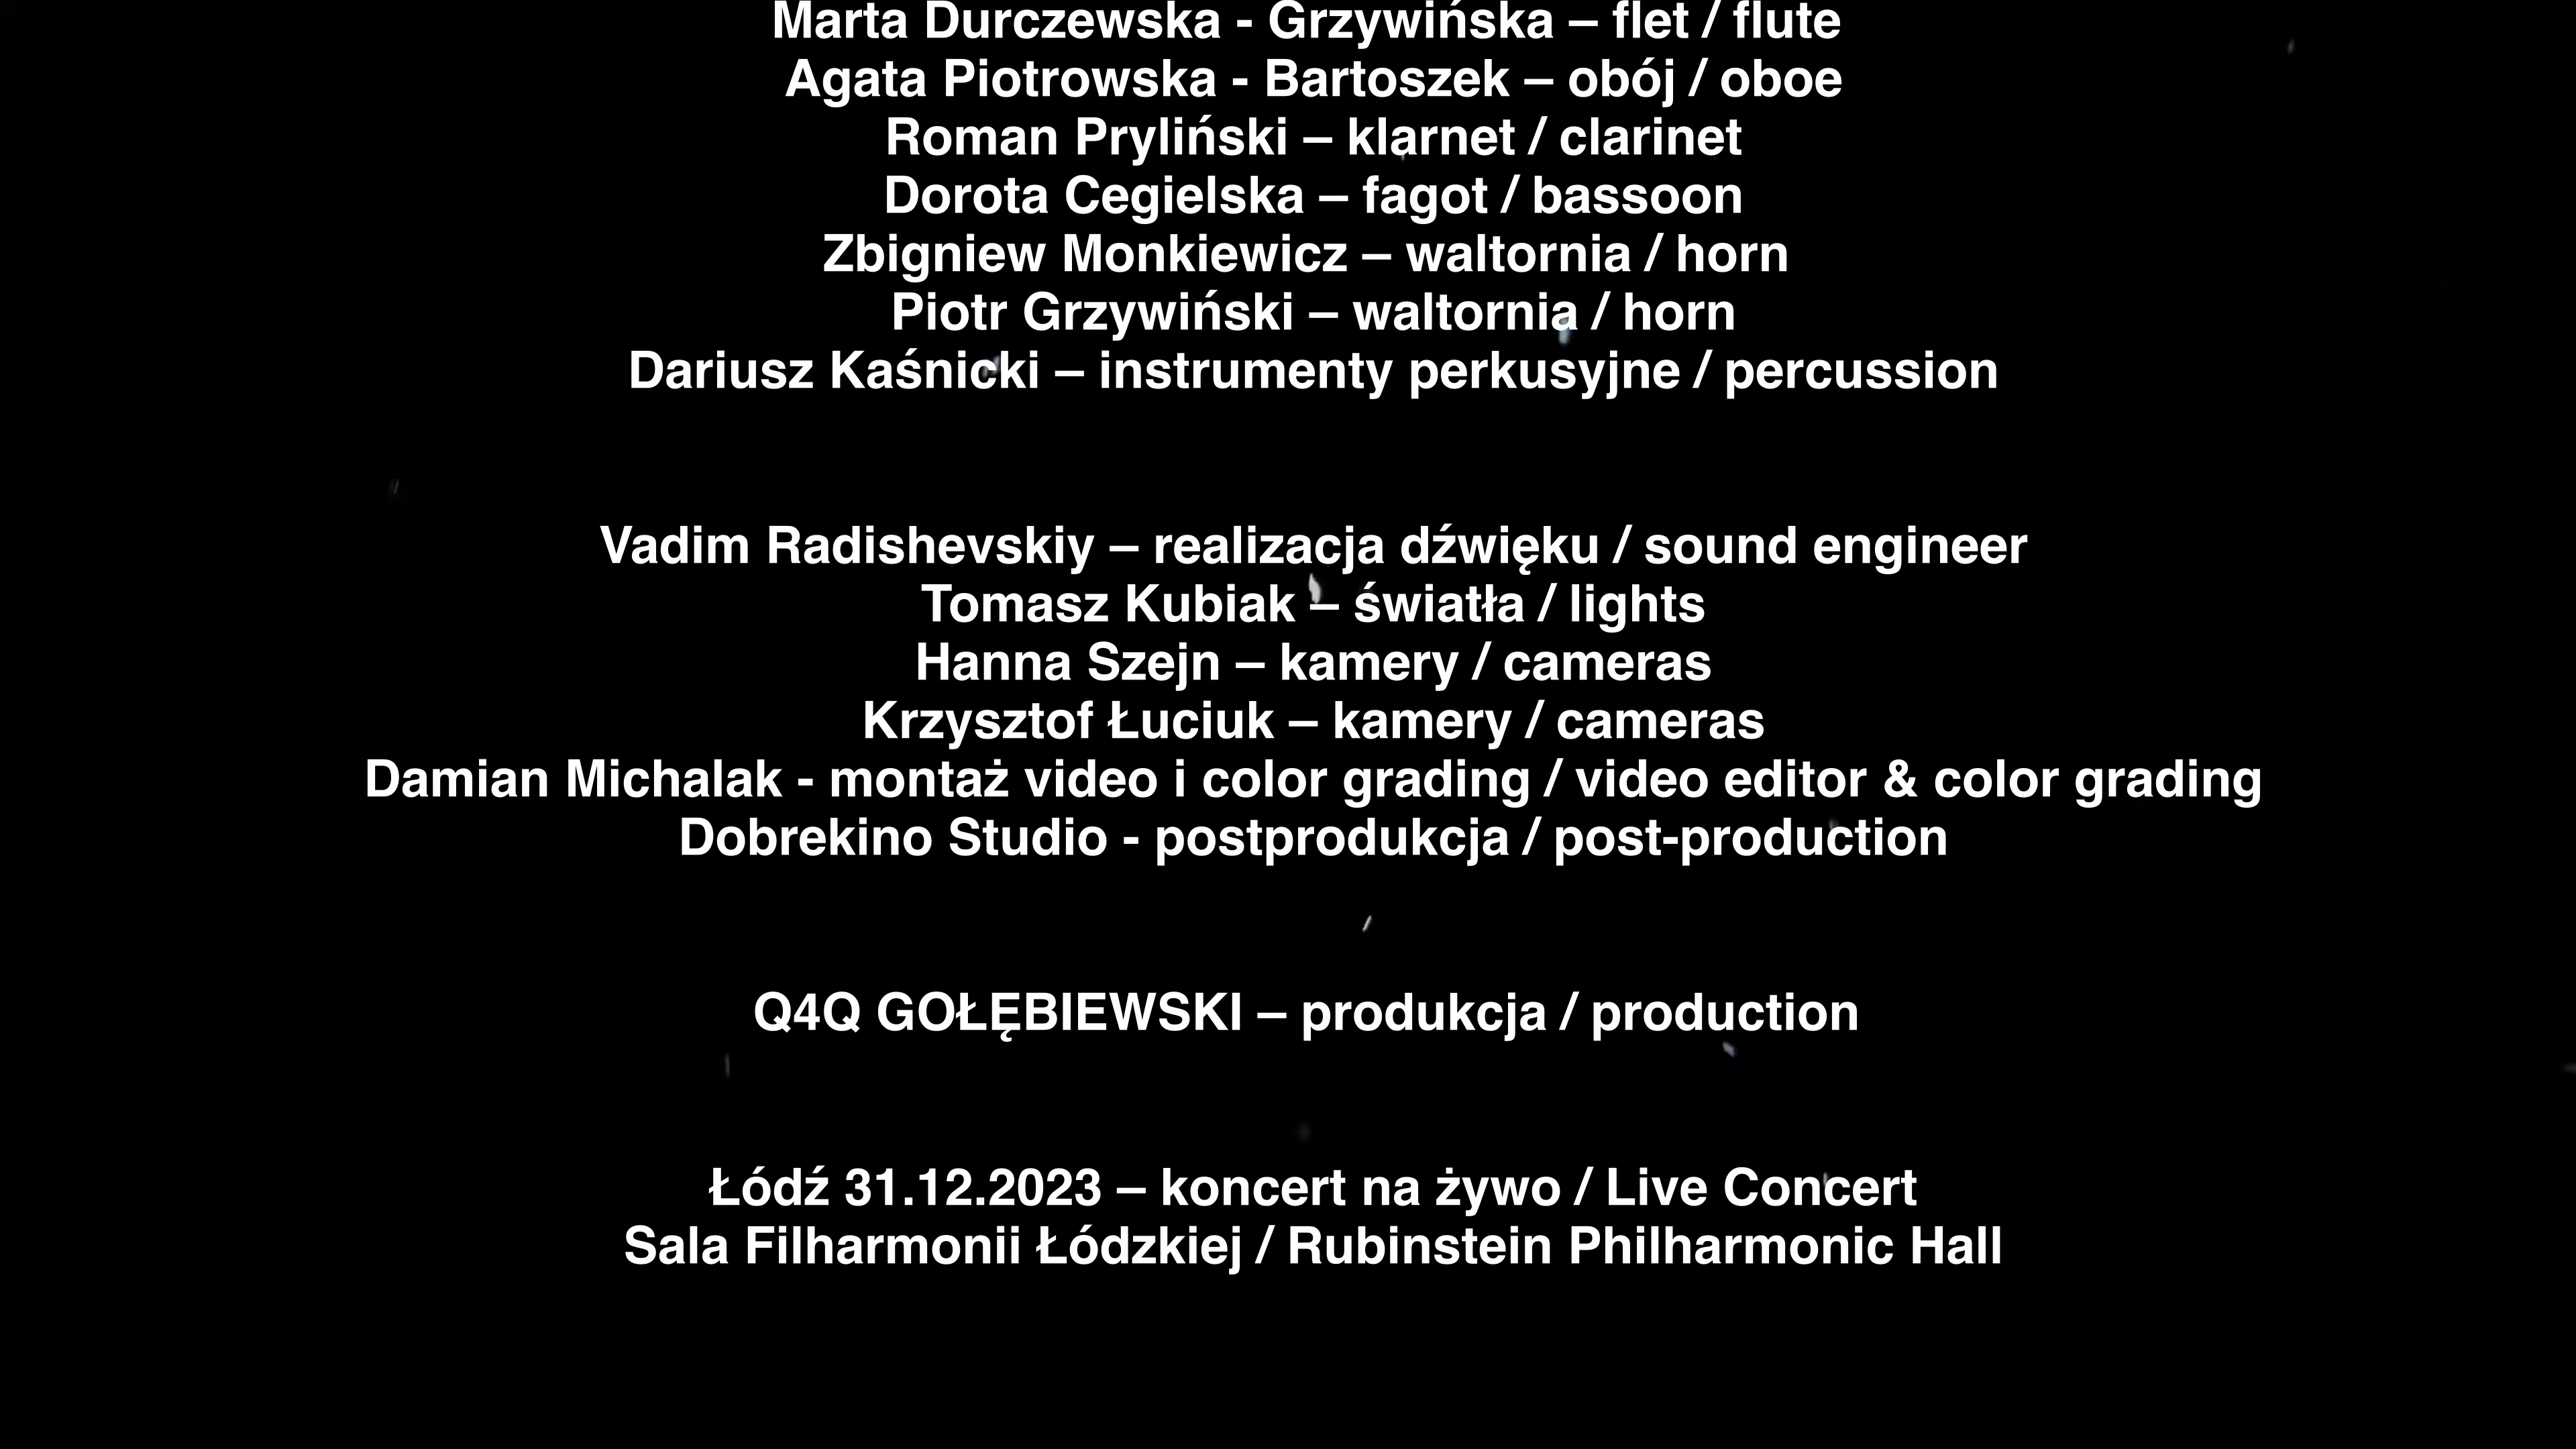 Marta Durczewska - Grzywińska – flet / flute
Agata Piotrowska - Bartoszek – obój / oboe
Roman Pryliński – klarnet / clarinet
Dorota Cegielska – fagot / bassoon
Zbigniew Monkiewicz – waltornia / horn
Piotr Grzywiński – waltornia / horn
Dariusz Kaśnicki – instrumenty perkusyjne / percussion
Vadim Radishevskiy – realizacja dźwięku / sound engineer
Tomasz Kubiak – światła / lights
Hanna Szejn – kamery / cameras
Krzysztof Łuciuk – kamery / cameras
Damian Michalak - montaż video i color grading / video editor & color grading
Dobrekino Studio - postprodukcja / post-production
Q4Q GOŁĘBIEWSKI – produkcja / production
Łódź 31.12.2023 – koncert na żywo / Live Concert
Sala Filharmonii Łódzkiej / Rubinstein Philharmonic Hall